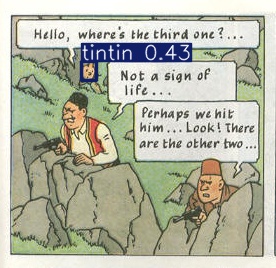 Hello, where's the third one?...
tintin 0.43
Not a sign of
life...
Perhaps we hit
him... Look! There
are the other two...